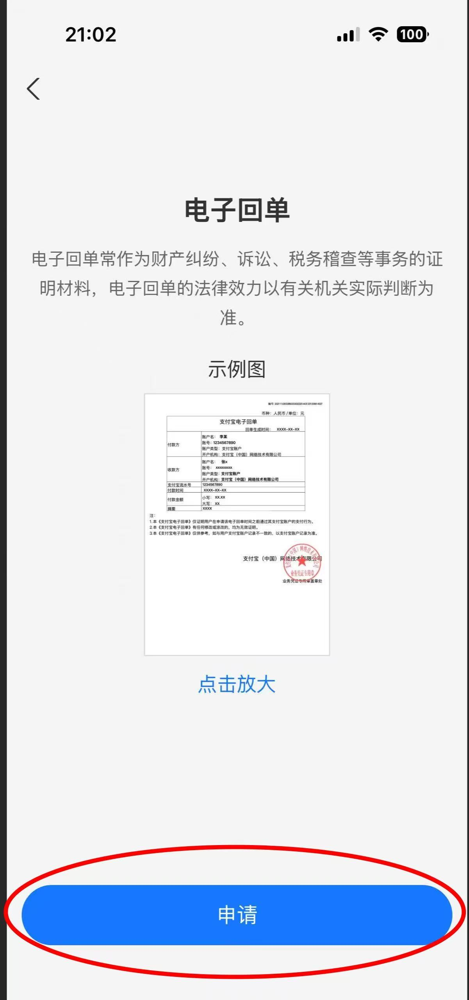 21:02
100
电子回单
电子回单常作为财产纠纷、诉讼、税务稽查等事务的证
明材料，电子回单的法律效力以有关机关实际判断为
准。
示例图
编号:
币种：人民币/单位：元
支付宝电子回单
回单生成时间： XXXX-XX-XX
付款方
账户名： 李某
账号：1234567890
账户类型：支付宝账户
开户机构：支付宝（中国）网络技术有限公司
收款方
账户名： 张x
账号： xxxxxxxx
账户类型：支付宝账户
开户机构：支付宝（中国）网络技术有限公司
支付宝流水号 1234567890
付款时间 XXXX-XX-XX
付款金额
小写： XX.XX
大写： XX
摘要 XXXX
注：
1.本《支付宝电子回单》仅证明用户在申请该电子回单时间之前通过其支付宝账户的支付行为。
2.本《支付宝电子回单》有任何修改或涂改的，均为无效证明。
3.本《支付宝电子回单》仅供参考，如与用户支付宝账户记录不一致的，以支付宝账户记录为准。
支付宝（中国）网络技术有限公司
支付宝（中国）网络技术有限公司
业务凭证专用章
业务凭证专用章盖章处
点击放大
申请